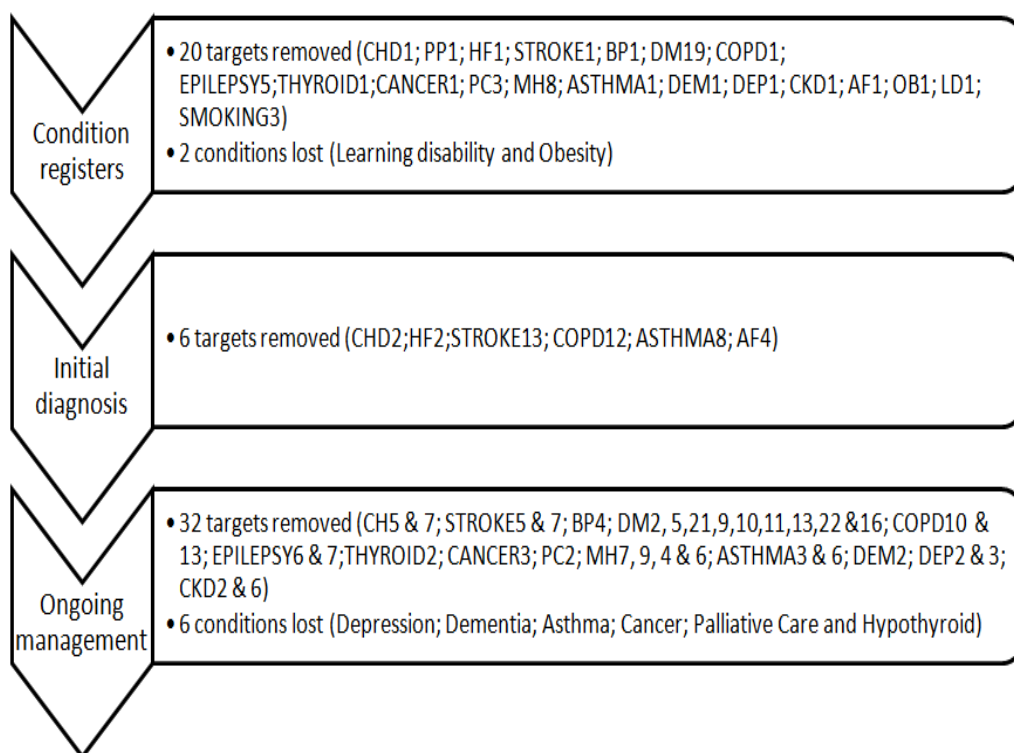 Condition
registers
• 20 targets removed (CHD1; PP1; HF1; STROKE1; BP1; DM19; COPD1;
EPILEPSY5;THYROID1;CANCER1; PC3; MH8; ASTHMA1; DEM1; DEP1; CKD1; AF1; OB1; LD1;
SMOKING3)
• 2 conditions lost (Learning disability and Obesity)
Initial
diagnosis
• 6 targets removed (CHD2;HF2;STROKE13; COPD12; ASTHMA8; AF4)
Ongoing
management
• 32 targets removed (CH5 & 7; STROKE5 & 7; BP4; DM2, 5,21,9,10,11,13,22 &16; COPD10 &
13; EPILEPSY6 & 7;THYROID2; CANCER3; PC2; MH7, 9, 4 & 6; ASTHMA3 & 6; DEM2; DEP2 & 3;
CKD2 & 6)
• 6 conditions lost (Depression; Dementia; Asthma; Cancer; Palliative Care and Hypothyroid)